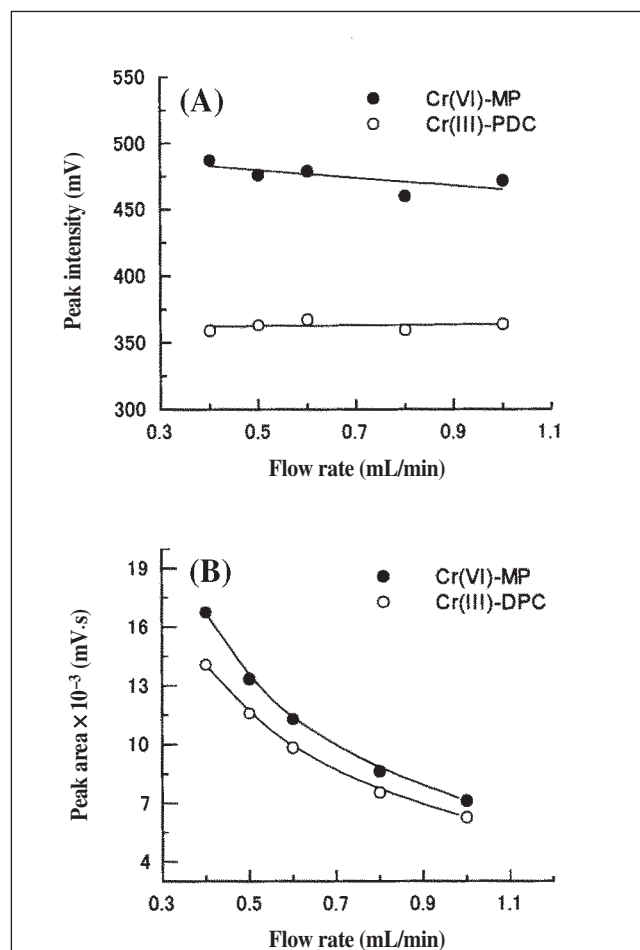 (A)
Cr(VI)-MP
Cr(III)-PDC
Peak intensity (mV)
550
500
450
400
350
300
0.3 0.5 0.7 0.9 1.1
Flow rate (mL/min)
(B)
Cr(VI)-MP
Cr(III)-DPC
Peak area × 10⁻³ (mV·s)
19
16
13
10
7
4
0.3 0.5 0.7 0.9 1.1
Flow rate (mL/min)